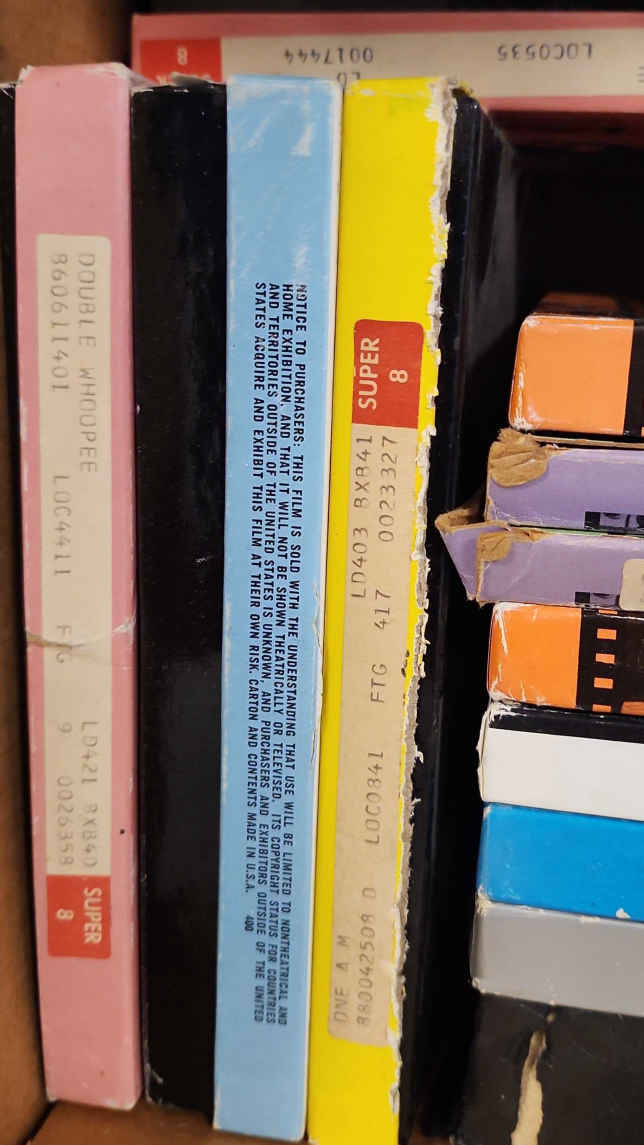 8
0017444
LOC0535
LD
DOUBLE WHOOPEE LD421 BXB40
860611401 LOC4411 FTG 9 0026358
SUPER
8
NOTICE TO PURCHASERS: THIS FILM IS SOLD WITH THE UNDERSTANDING THAT USE WILL BE LIMITED TO NONTHEATRICAL AND
HOME EXHIBITION, AND THAT IT WILL NOT BE SHOWN THEATRICALLY OR TELEVISED. ITS COPYRIGHT STATUS FOR COUNTRIES
AND TERRITORIES OUTSIDE OF THE UNITED STATES IS UNKNOWN, AND PURCHASERS AND EXHIBITORS OUTSIDE OF THE UNITED
STATES ACQUIRE AND EXHIBIT THIS FILM AT THEIR OWN RISK. CARTON AND CONTENTS MADE IN U.S.A. 400
ONE A M LD403 BXB41
880042508 D LOC0841 FTG 417 0023327
SUPER
8